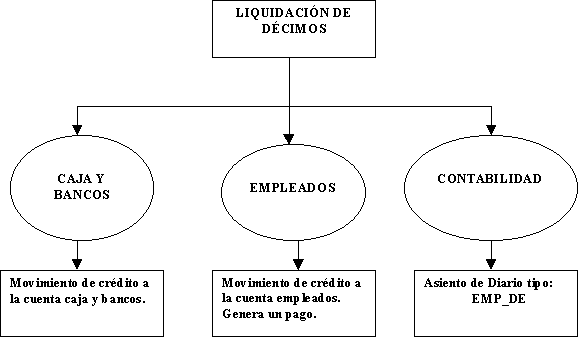 LIQUIDACIÓN DE
DÉCIMOS
CAJA Y
BANCOS
EMPLEADOS
CONTABILIDAD
Movimiento de crédito a
la cuenta caja y bancos.
Movimiento de crédito a
la cuenta empleados.
Genera un pago.
Asiento de Diario tipo:
EMP_DE